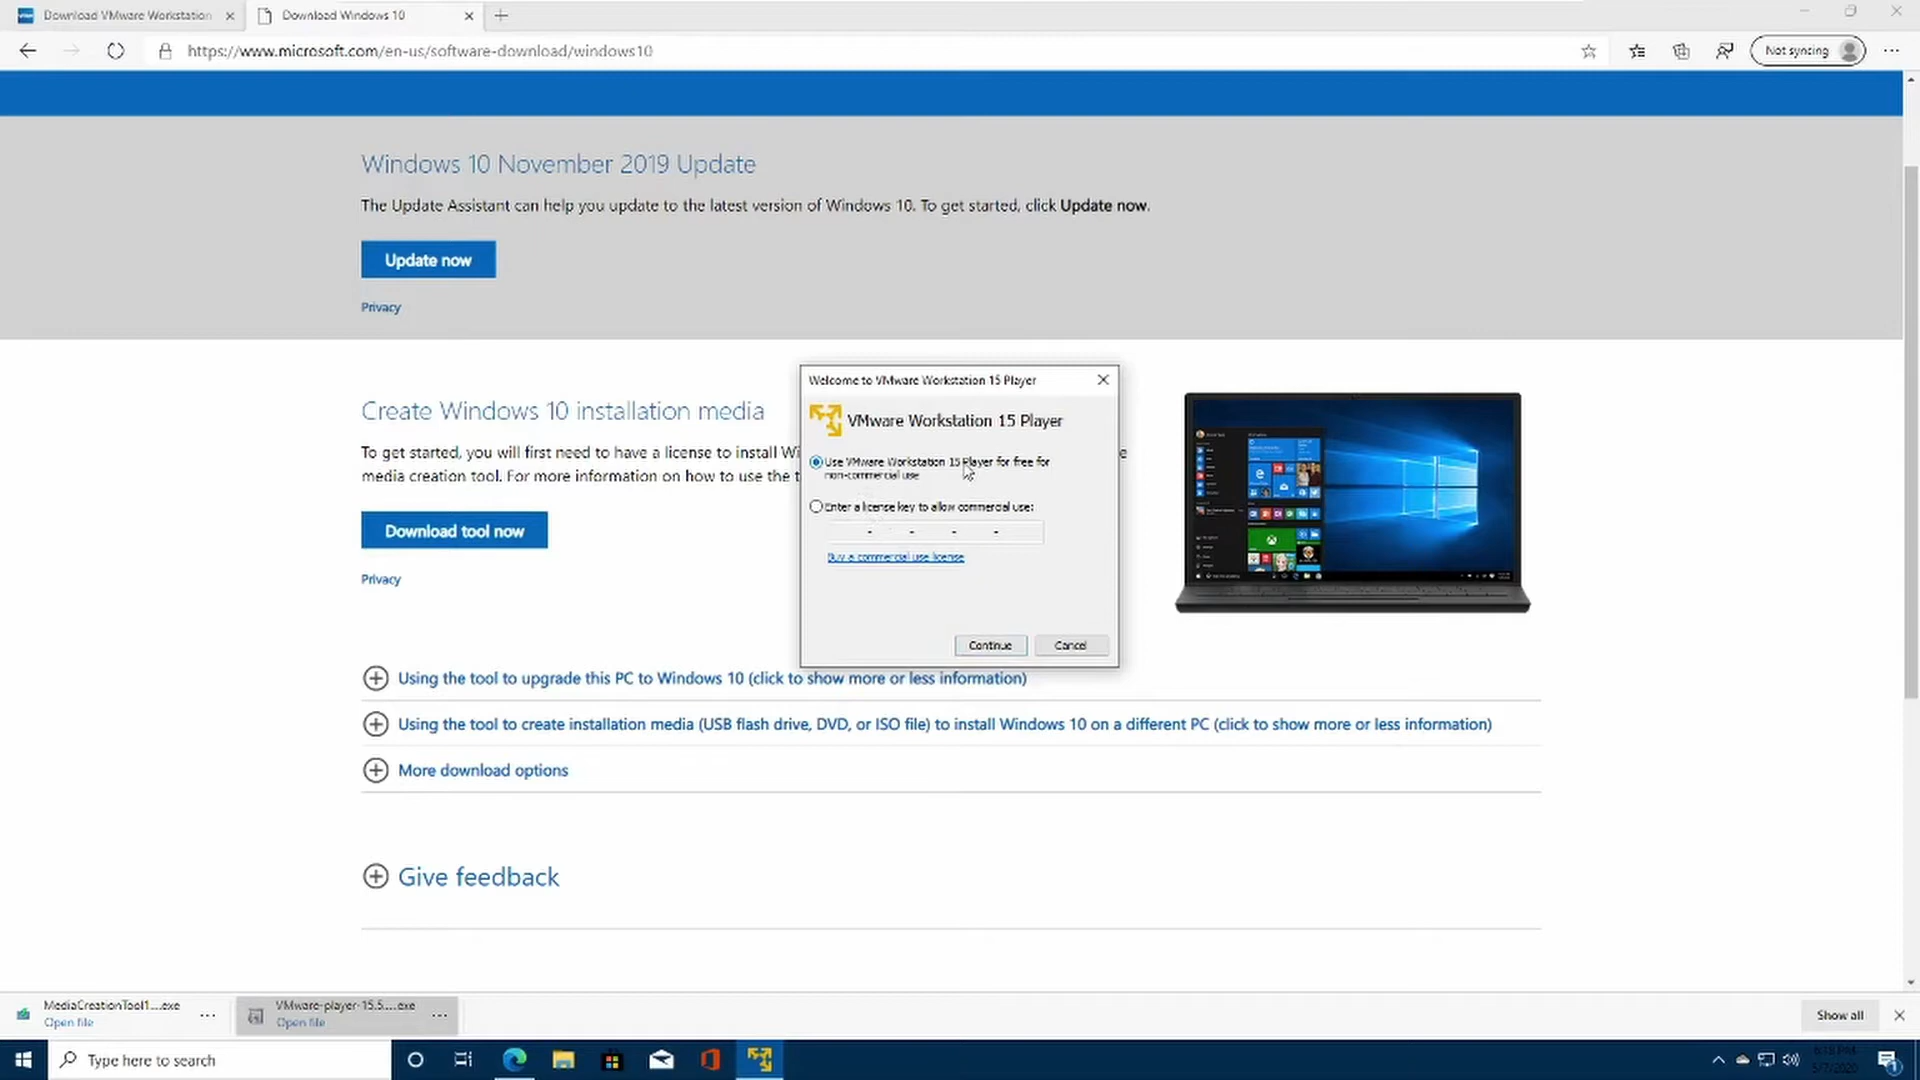 Download VMware Workstation
Download Windows 10
https://www.microsoft.com/en-us/software-download/windows10
Not syncing
Windows 10 November 2019 Update
The Update Assistant can help you update to the latest version of Windows 10. To get started, click Update now.
Update now
Privacy
Create Windows 10 installation media
To get started, you will first need to have a license to install Wi
media creation tool. For more information on how to use the t
Download tool now
Privacy
Welcome to VMware Workstation 15 Player
VMware Workstation 15 Player
Use VMware Workstation 15 Player for free for
non-commercial use
Enter a license key to allow commercial use:
- - - -
Buy a commercial use license
Continue
Cancel
Using the tool to upgrade this PC to Windows 10 (click to show more or less information)
Using the tool to create installation media (USB flash drive, DVD, or ISO file) to install Windows 10 on a different PC (click to show more or less information)
More download options
Give feedback
MediaCreationTool1....exe
Open file
VMware-player-15.5....exe
Open file
Show all
Type here to search
5/7/2020